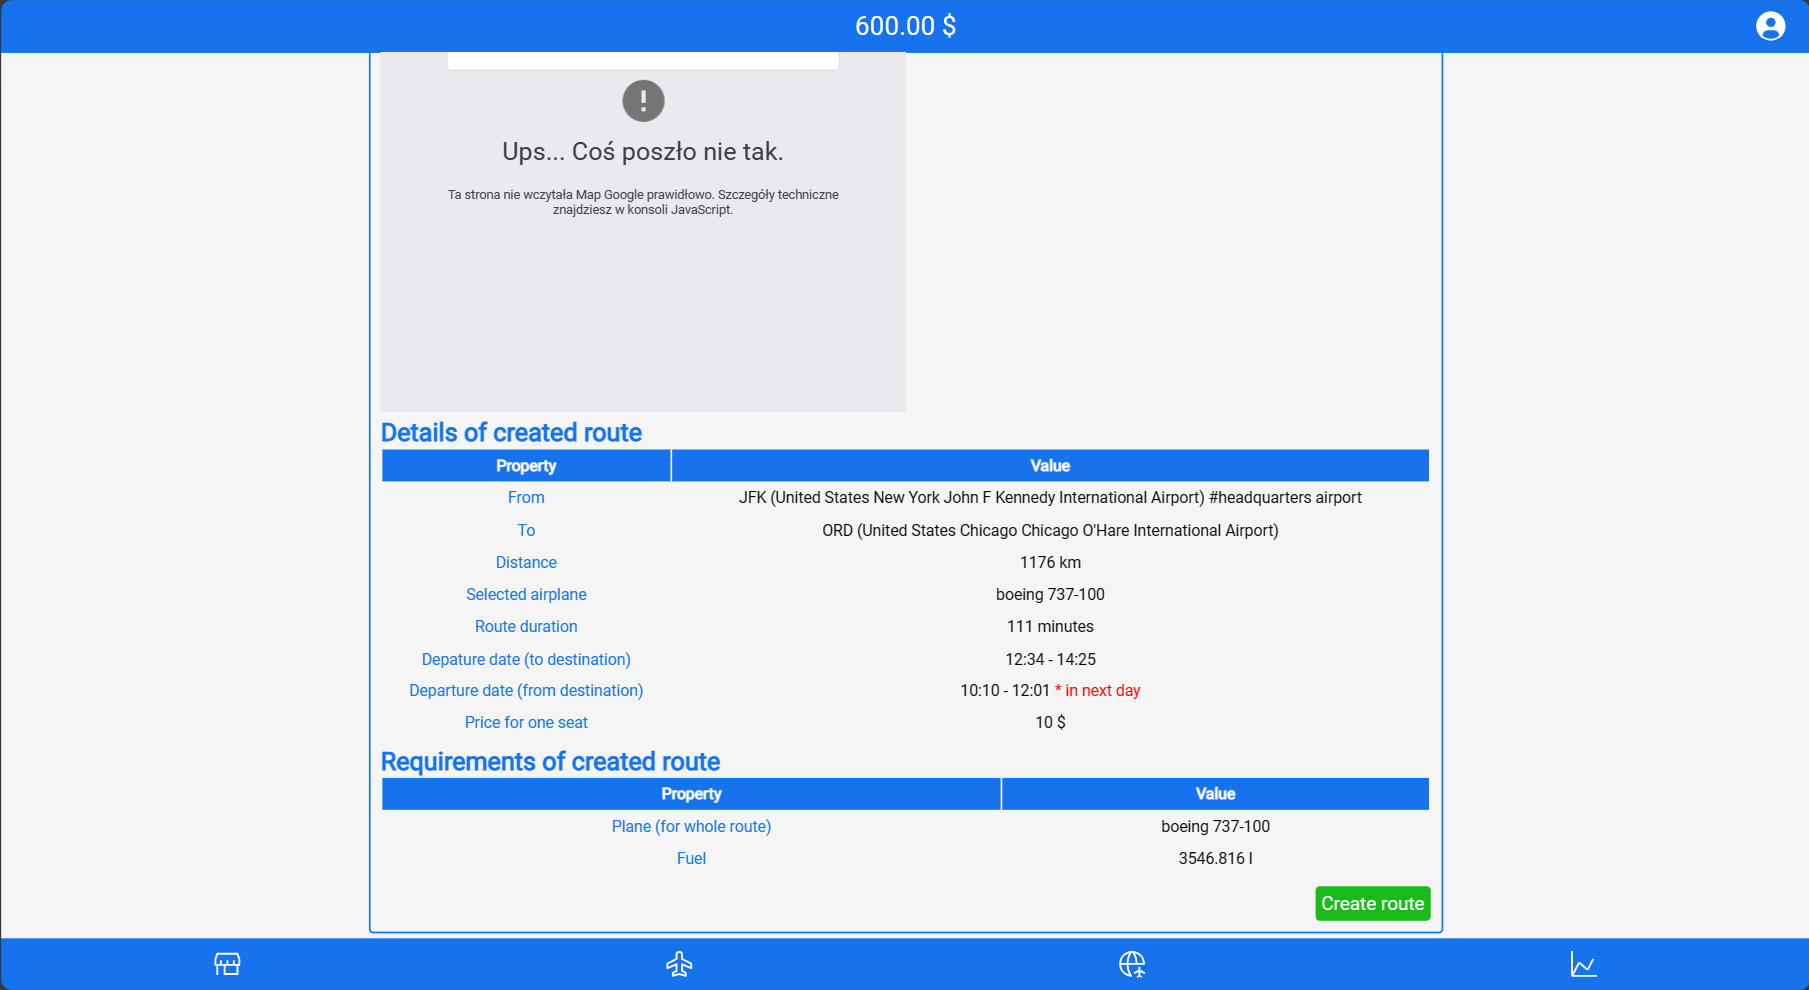 600.00 $
Ups... Coś poszło nie tak.
Ta strona nie wczytała Map Google prawidłowo. Szczegóły techniczne
znajdziesz w konsoli JavaScript.
Details of created route
Property Value
From JFK (United States New York John F Kennedy International Airport) #headquarters airport
To ORD (United States Chicago Chicago O'Hare International Airport)
Distance 1176 km
Selected airplane boeing 737-100
Route duration 111 minutes
Depature date (to destination) 12:34 - 14:25
Departure date (from destination) 10:10 - 12:01 * in next day
Price for one seat 10 $
Requirements of created route
Property Value
Plane (for whole route) boeing 737-100
Fuel 3546.816 l
Create route